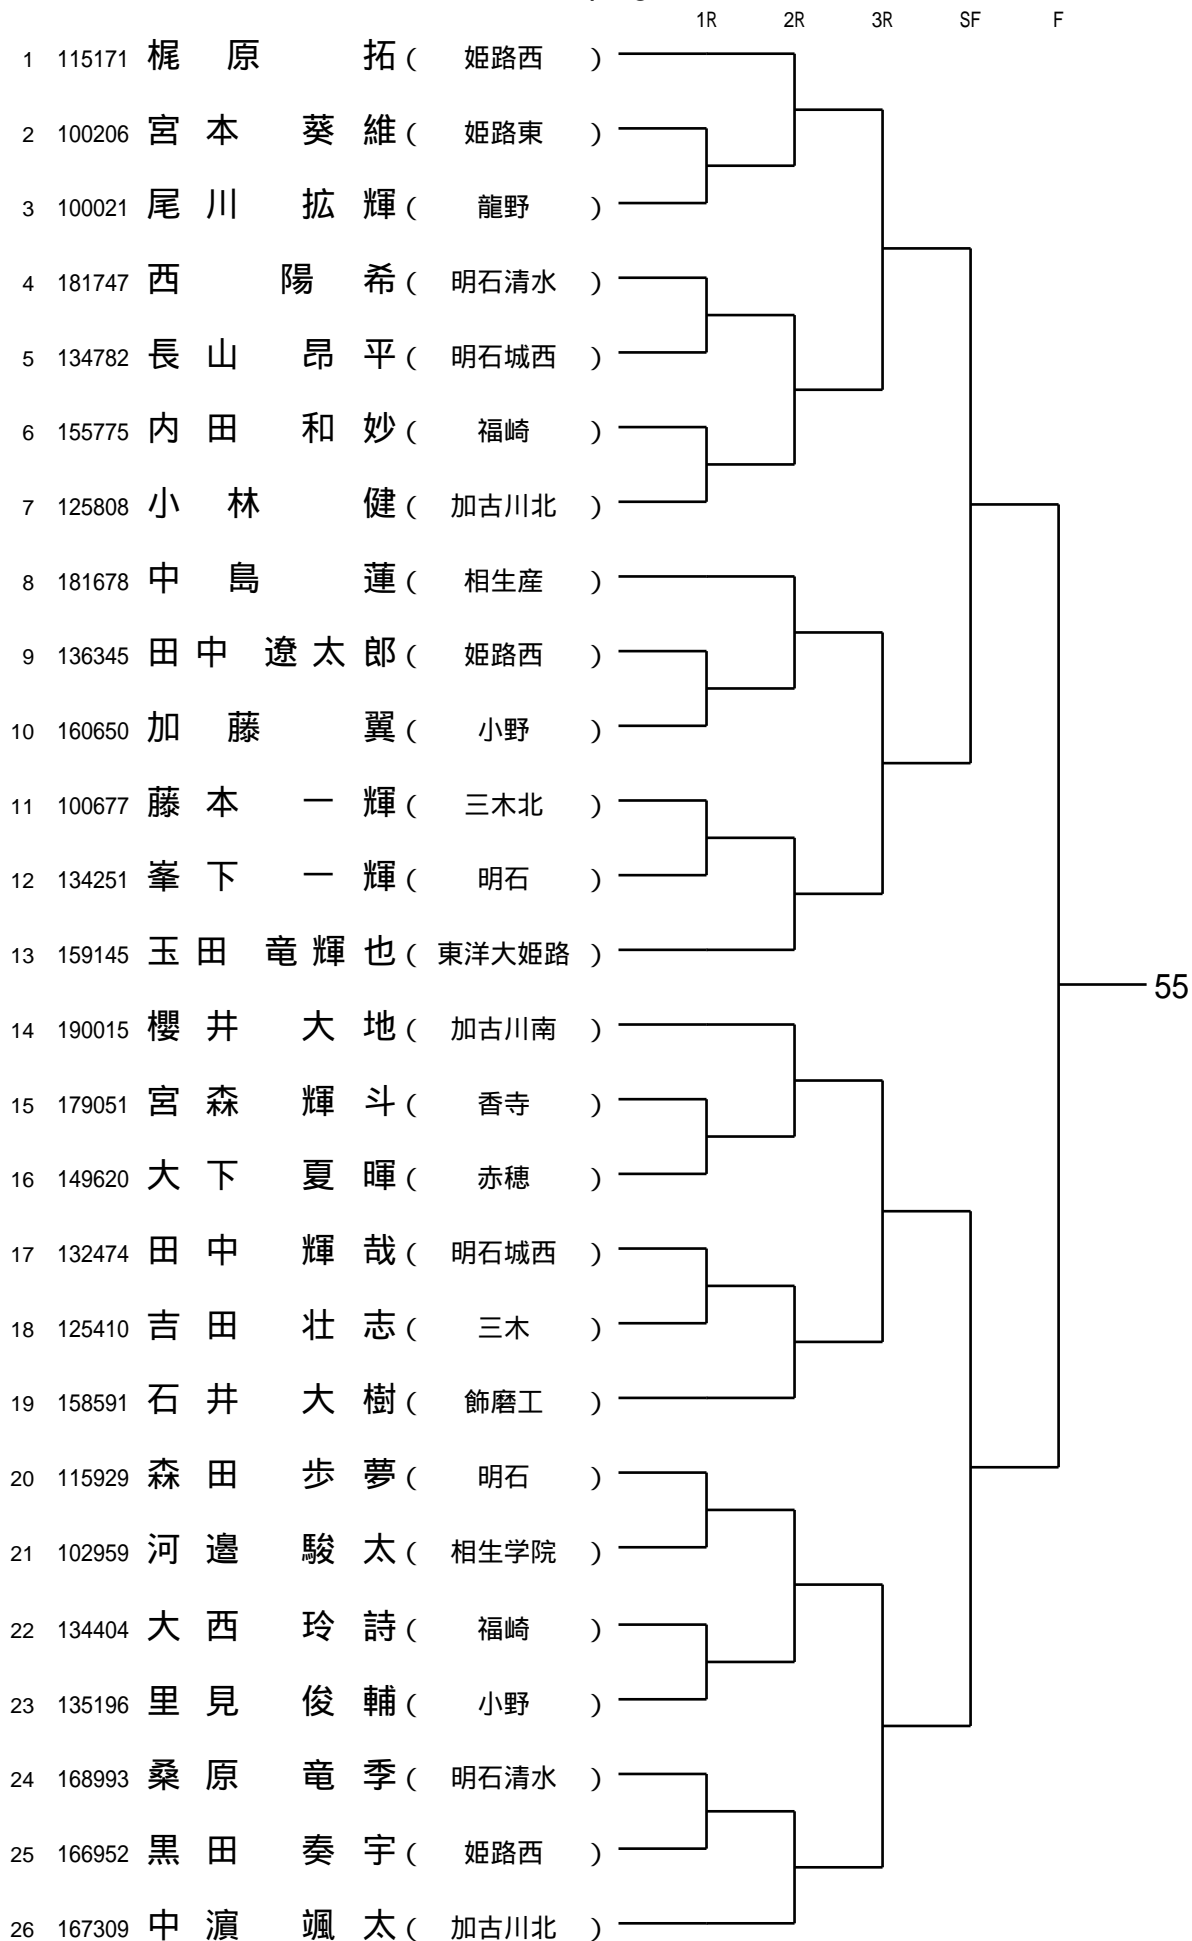 1R 2R 3R SF F
1 115171 梶原 拓 ( 姫路西 )
2 100206 宮本 葵維 ( 姫路東 )
3 100021 尾川 拡輝 ( 龍野 )
4 181747 西 陽希 ( 明石清水 )
5 134782 長山 昂平 ( 明石城西 )
6 155775 内田 和妙 ( 福崎 )
7 125808 小林 健 ( 加古川北 )
8 181678 中島 蓮 ( 相生産 )
9 136345 田中 遼太郎 ( 姫路西 )
10 160650 加藤 翼 ( 小野 )
11 100677 藤本 一輝 ( 三木北 )
12 134251 峯下 一輝 ( 明石 )
13 159145 玉田 竜輝也 ( 東洋大姫路 )
55
14 190015 櫻井 大地 ( 加古川南 )
15 179051 宮森 輝斗 ( 香寺 )
16 149620 大下 夏暉 ( 赤穂 )
17 132474 田中 輝哉 ( 明石城西 )
18 125410 吉田 壮志 ( 三木 )
19 158591 石井 大樹 ( 飾磨工 )
20 115929 森田 歩夢 ( 明石 )
21 102959 河邉 駿太 ( 相生学院 )
22 134404 大西 玲詩 ( 福崎 )
23 135196 里見 俊輔 ( 小野 )
24 168993 桑原 竜季 ( 明石清水 )
25 166952 黒田 奏宇 ( 姫路西 )
26 167309 中濵 颯太 ( 加古川北 )